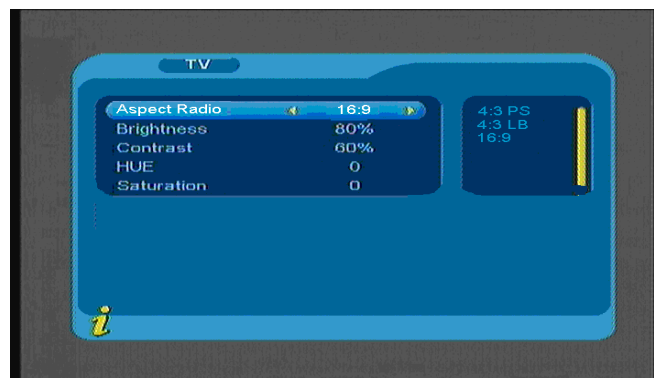 TV
Aspect Radio 16:9
Brightness 80%
Contrast 60%
HUE 0
Saturation 0
4:3 PS
4:3 LB
16:9
i